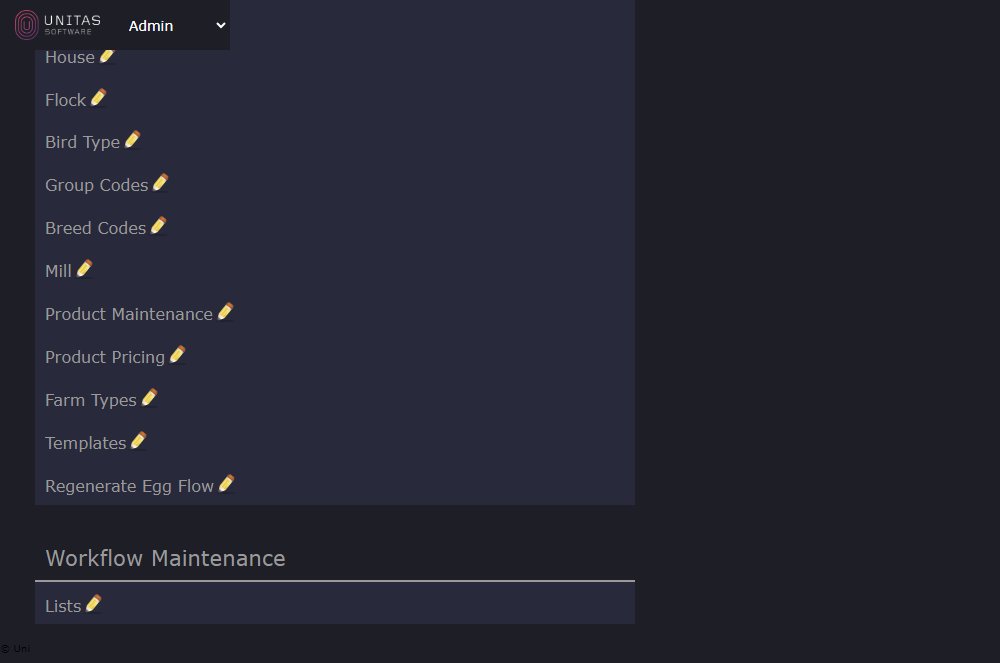 UNITAS
SOFTWARE
Admin
House
Flock
Bird Type
Group Codes
Breed Codes
Mill
Product Maintenance
Product Pricing
Farm Types
Templates
Regenerate Egg Flow
Workflow Maintenance
Lists
© Uni